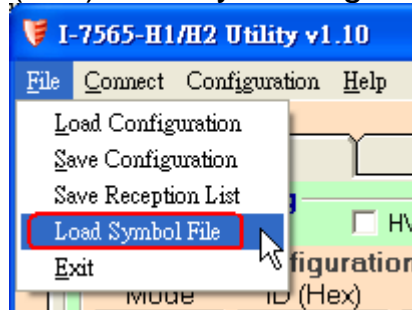 I-7565-H1/H2 Utility v1.10
File Connect Configuration Help
Load Configuration
Save Configuration
Save Reception List
Load Symbol File
Exit
HV
figuration
Mode ID (Hex)